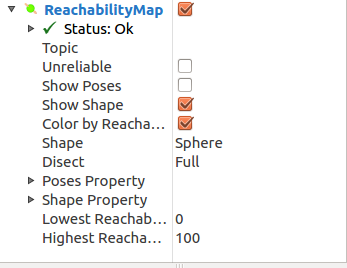 ReachabilityMap
Status: Ok
Topic
Unreliable
Show Poses
Show Shape
Color by Reacha...
Shape Sphere
Disect Full
Poses Property
Shape Property
Lowest Reachab... 0
Highest Reacha... 100